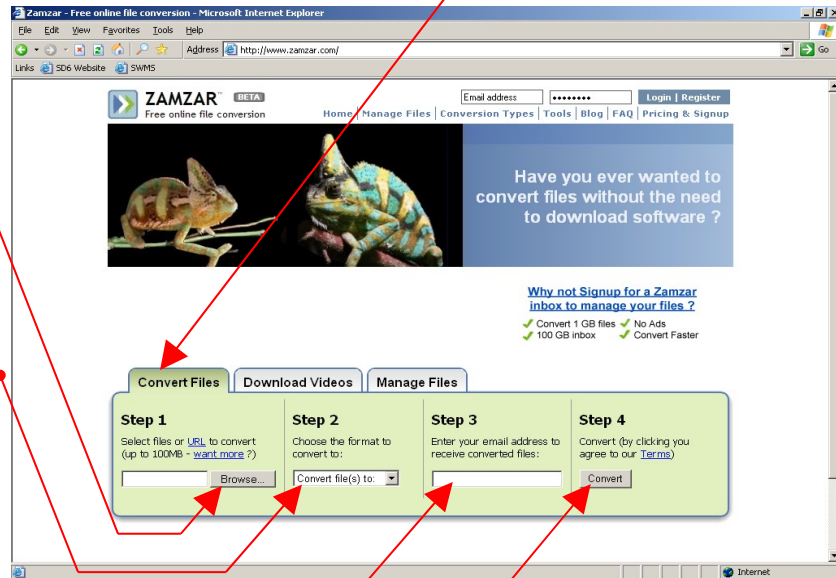 Zamzar - Free online file conversion - Microsoft Internet Explorer
File Edit View Favorites Tools Help
Address http://www.zamzar.com/ Go
Links SD6 Website SWMS
ZAMZAR™ BETA
Free online file conversion
Email address •••••••• Login | Register
Home | Manage Files | Conversion Types | Tools | Blog | FAQ | Pricing & Signup
Have you ever wanted to
convert files without the need
to download software ?
Why not Signup for a Zamzar
inbox to manage your files ?
Convert 1 GB files No Ads
100 GB inbox Convert Faster
Convert Files Download Videos Manage Files
Step 1
Select files or URL to convert
(up to 100MB - want more ?)
Browse...
Step 2
Choose the format to
convert to:
Convert file(s) to:
Step 3
Enter your email address to
receive converted files:
Step 4
Convert (by clicking you
agree to our Terms)
Convert
Internet